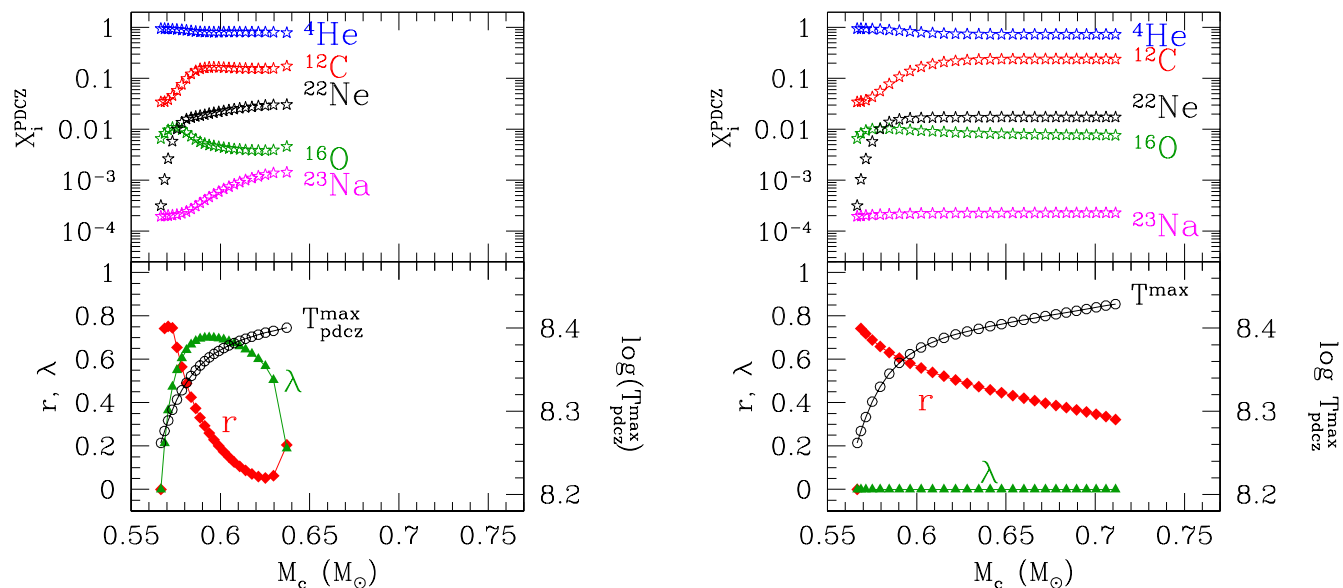 1
0.1
0.01
10⁻³
10⁻⁴
X_i^PDCZ
⁴He
¹²C
²²Ne
¹⁶O
²³Na
1
0.8
0.6
0.4
0.2
0
r, λ
T_pdcz^max
λ
r
8.4
8.3
8.2
log(T_pdcz^max)
0.55 0.6 0.65 0.7 0.75
M_c (M_⊙)
1
0.1
0.01
10⁻³
10⁻⁴
X_i^PDCZ
⁴He
¹²C
²²Ne
¹⁶O
²³Na
1
0.8
0.6
0.4
0.2
0
r, λ
T^max
r
λ
8.4
8.3
8.2
log T_pdcz^max
0.55 0.6 0.65 0.7 0.75
M_c (M_⊙)